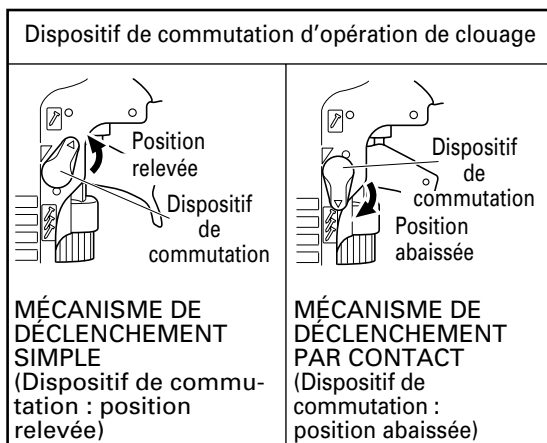 Dispositif de commutation d'opération de clouage
Position
relevée
Dispositif
de
commutation
MÉCANISME DE
DÉCLENCHEMENT
SIMPLE
(Dispositif de commu-
tation : position
relevée)
Dispositif
de
commutation
Position
abaissée
MÉCANISME DE
DÉCLENCHEMENT
PAR CONTACT
(Dispositif de
commutation :
position abaissée)